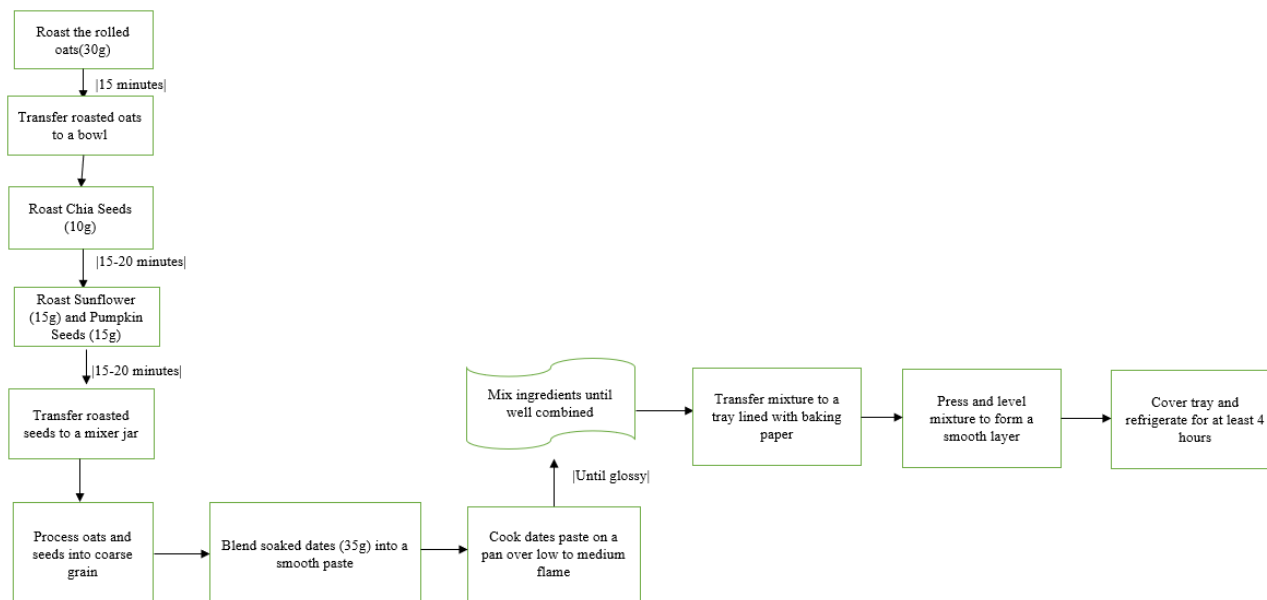 Roast the rolled
oats(30g)
|15 minutes|
Transfer roasted oats
to a bowl
Roast Chia Seeds
(10g)
|15-20 minutes|
Roast Sunflower
(15g) and Pumpkin
Seeds (15g)
|15-20 minutes|
Transfer roasted
seeds to a mixer jar
Process oats and
seeds into coarse
grain
Blend soaked dates (35g) into a
smooth paste
Cook dates paste on a
pan over low to medium
flame
|Until glossy|
Mix ingredients until
well combined
Transfer mixture to a
tray lined with baking
paper
Press and level
mixture to form a
smooth layer
Cover tray and
refrigerate for at least 4
hours